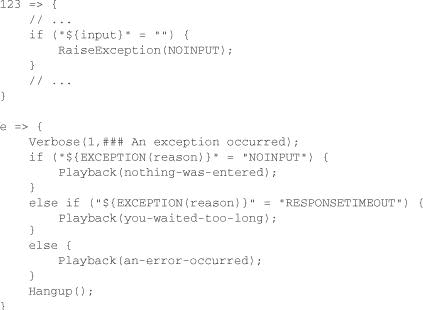 123 => {
    // ...
    if ("${input}" = "") {
        RaiseException(NOINPUT);
    }
    // ...
}

e => {
    Verbose(1,### An exception occurred);
    if ("${EXCEPTION(reason)}" = "NOINPUT") {
        Playback(nothing-was-entered);
    }
    else if ("${EXCEPTION(reason)}" = "RESPONSETIMEOUT") {
        Playback(you-waited-too-long);
    }
    else {
        Playback(an-error-occurred);
    }
    Hangup();
}